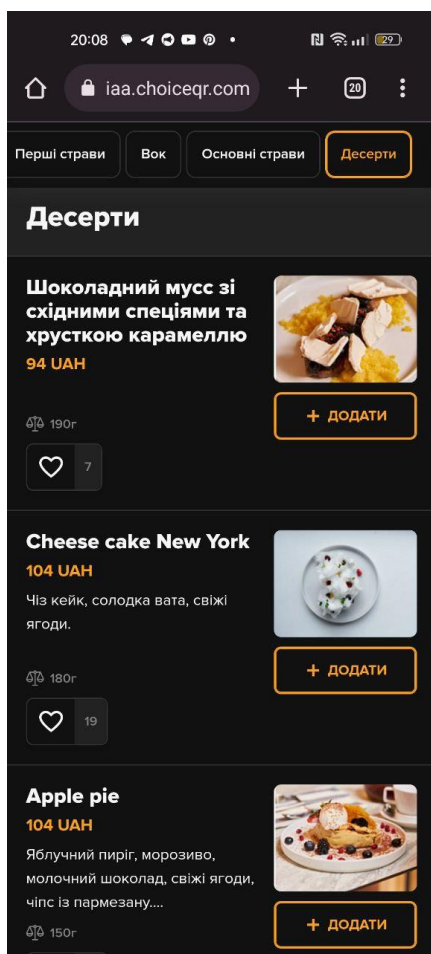 20:08
29
iaa.choiceqr.com
20
Перші страви
Вок
Основні страви
Десерти
Десерти
Шоколадний мусс зі
східними спеціями та
хрусткою карамеллю
94 UAH
190г
+ ДОДАТИ
7
Cheese cake New York
104 UAH
Чіз кейк, солодка вата, свіжі
ягоди.
180г
+ ДОДАТИ
19
Apple pie
104 UAH
Яблучний пиріг, морозиво,
молочний шоколад, свіжі ягоди,
чіпс із пармезану....
150г
+ ДОДАТИ